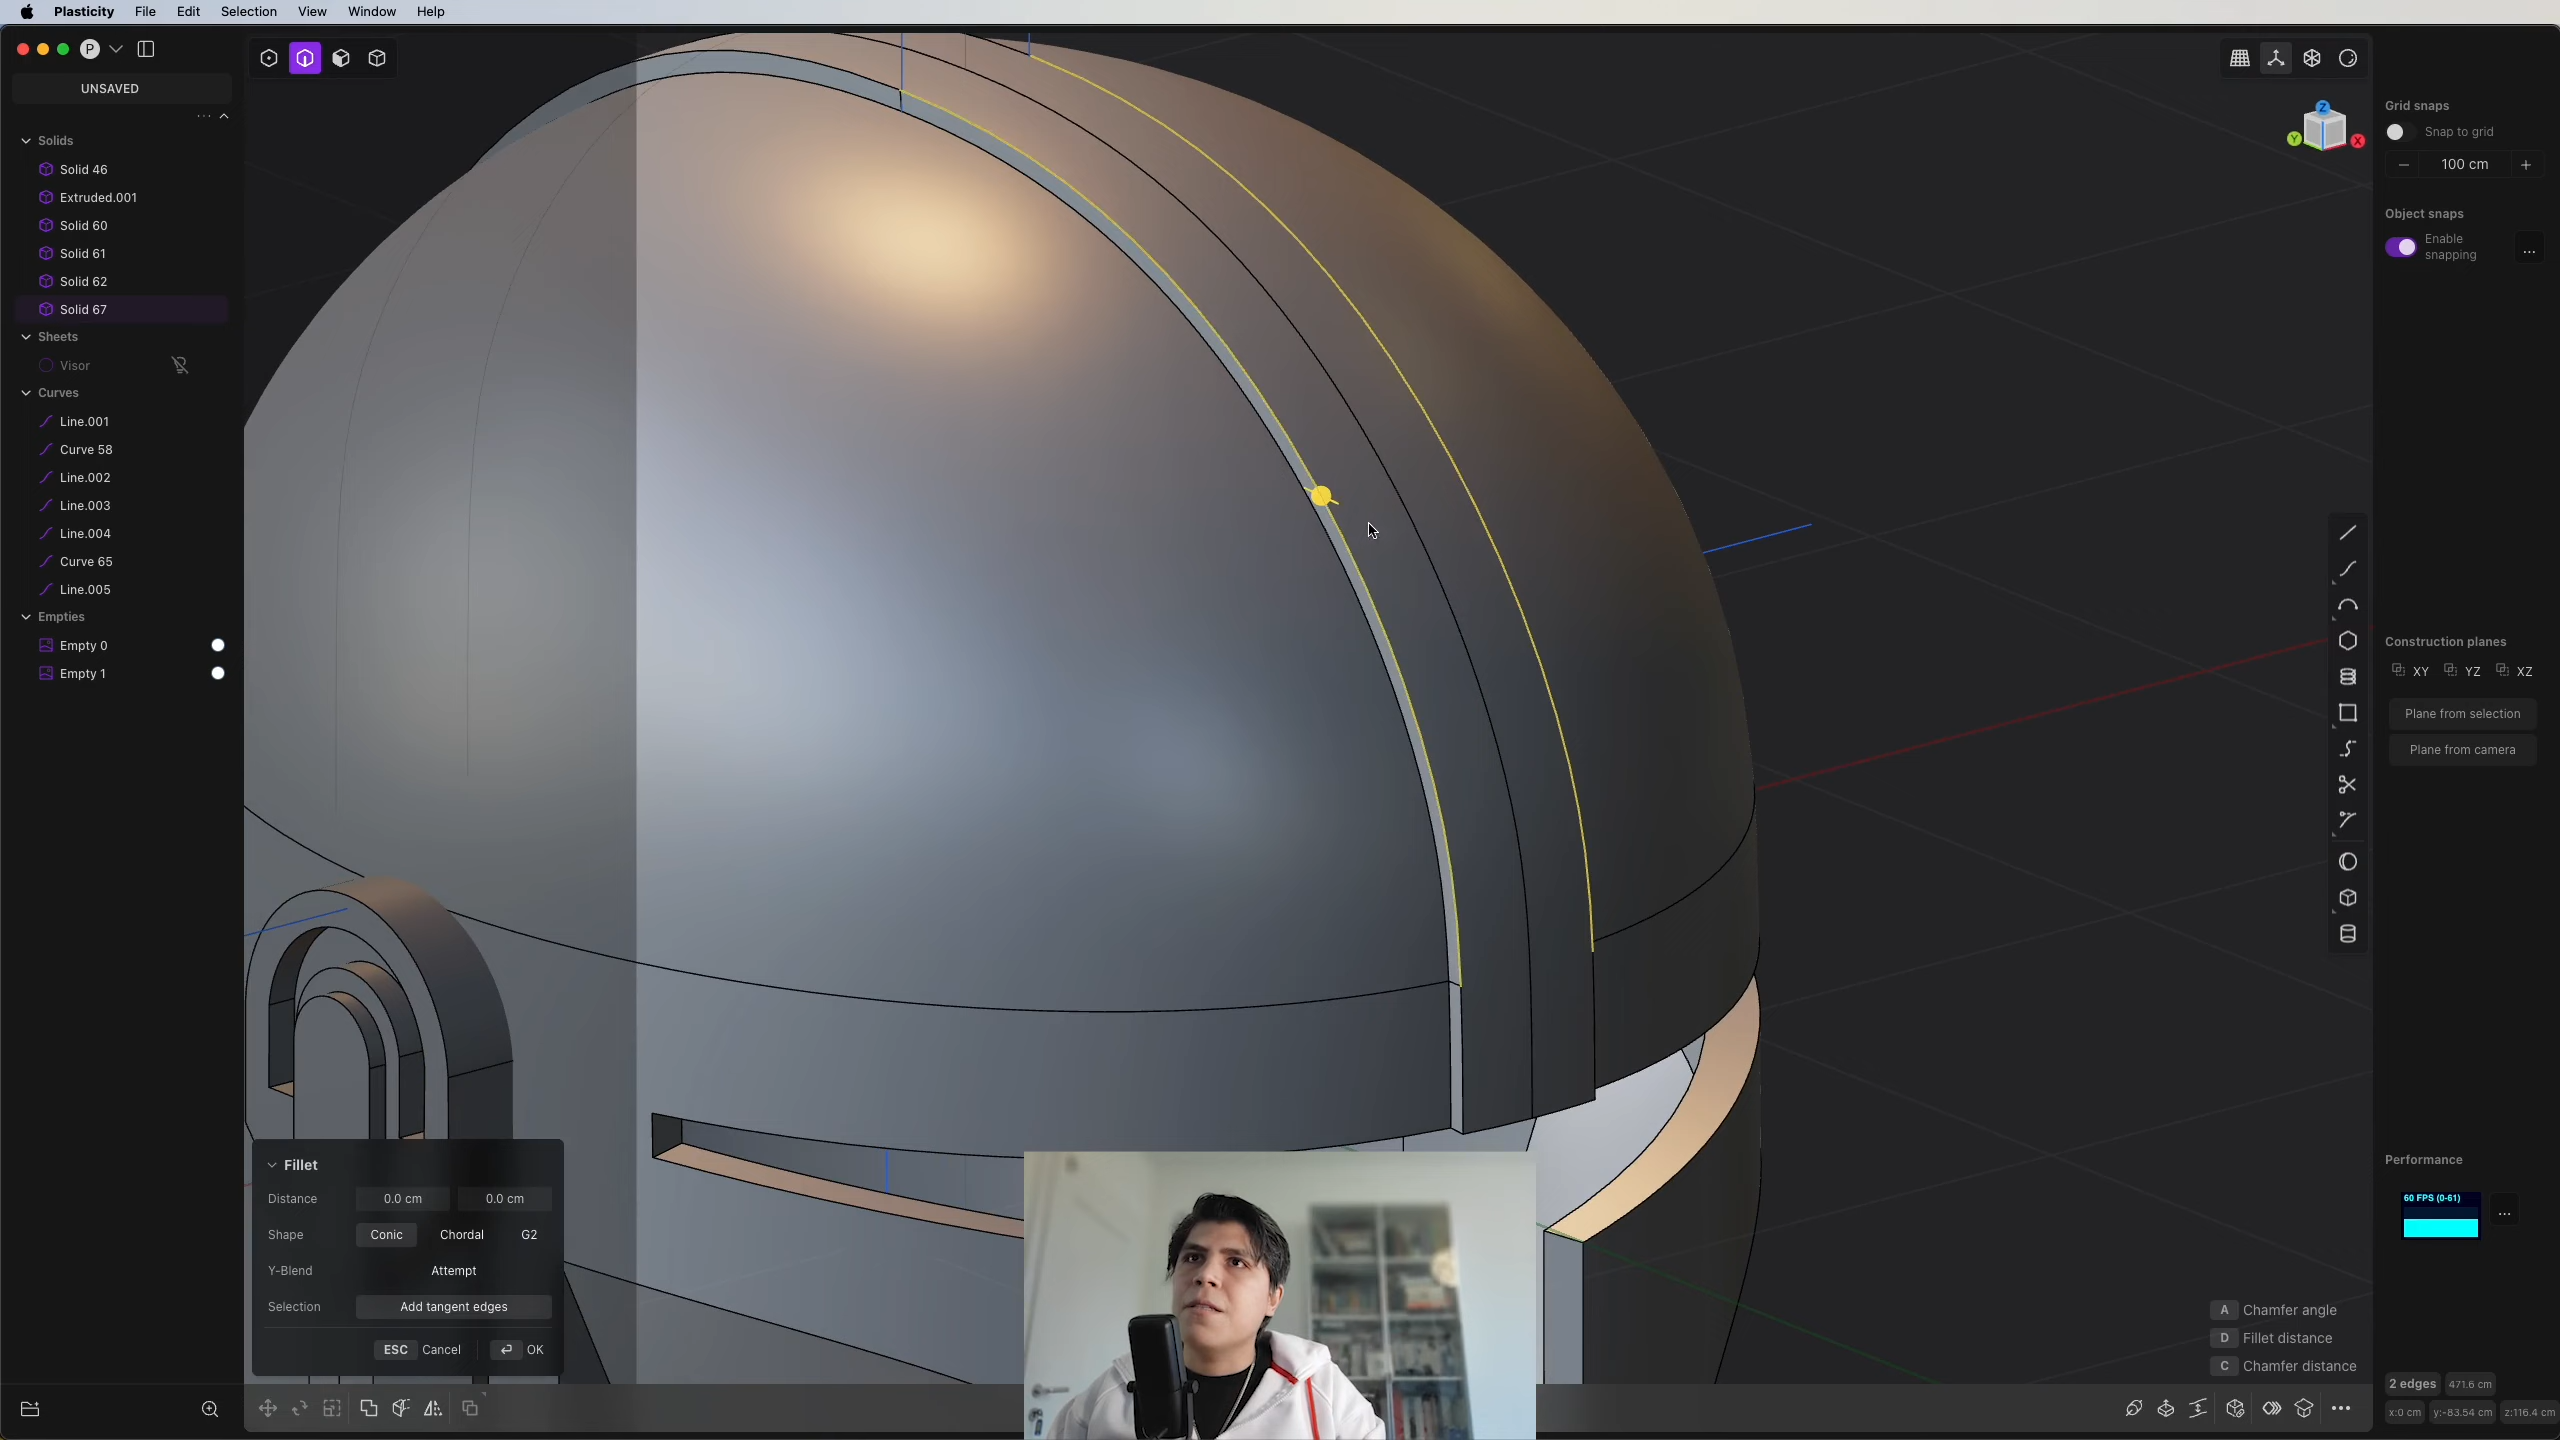 Plasticity File Edit Selection View Window Help
P
UNSAVED
...
Solids
Solid 46
Extruded.001
Solid 60
Solid 61
Solid 62
Solid 67
Sheets
Visor
Curves
Line.001
Curve 58
Line.002
Line.003
Line.004
Curve 65
Line.005
Empties
Empty 0
Empty 1
Fillet
Distance 0.0 cm 0.0 cm
Shape Conic Chordal G2
Y-Blend Attempt
Selection Add tangent edges
ESC Cancel OK
Z
Y X
Grid snaps
Snap to grid
− 100 cm +
Object snaps
Enable snapping ...
Construction planes
XY YZ XZ
Plane from selection
Plane from camera
Performance
60 FPS (0-61) ...
A Chamfer angle
D Fillet distance
C Chamfer distance
2 edges 471.6 cm
x:0 cm y:-83.54 cm z:116.4 cm